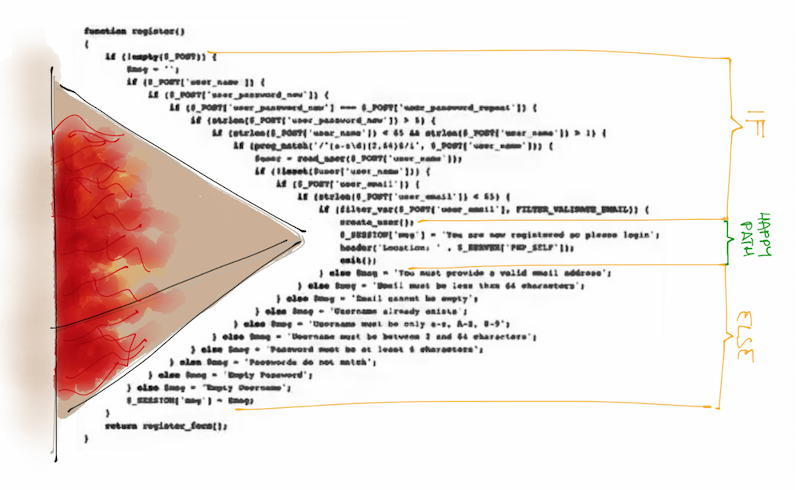 function register()
{
if (!empty($_POST)) {
$msg = '';
if ($_POST['user_name']) {
if ($_POST['user_password_new']) {
if ($_POST['user_password_new'] === $_POST['user_password_repeat']) {
if (strlen($_POST['user_password_new']) > 5) {
if (strlen($_POST['user_name']) < 65 && strlen($_POST['user_name']) > 1) {
if (preg_match('/^[a-z\d]{2,64}$/i', $_POST['user_name'])) {
$user = read_user($_POST['user_name']);
if (!isset($user['user_name'])) {
if ($_POST['user_email']) {
if (strlen($_POST['user_email']) < 65) {
if (filter_var($_POST['user_email'], FILTER_VALIDATE_EMAIL)) {
create_user();
$_SESSION['msg'] = 'You are now registered so please login';
header('Location: ' . $_SERVER['PHP_SELF']);
exit();
} else $msg = 'You must provide a valid email address';
} else $msg = 'Email must be less than 64 characters';
} else $msg = 'Email cannot be empty';
} else $msg = 'Username already exists';
} else $msg = 'Username must be only a-z, A-Z, 0-9';
} else $msg = 'Username must be between 2 and 64 characters';
} else $msg = 'Password must be at least 6 characters';
} else $msg = 'Passwords do not match';
} else $msg = 'Empty Password';
} else $msg = 'Empty Username';
$_SESSION['msg'] = $msg;
}
return register_form();
}
IF
HAPPY
PATH
ELSE